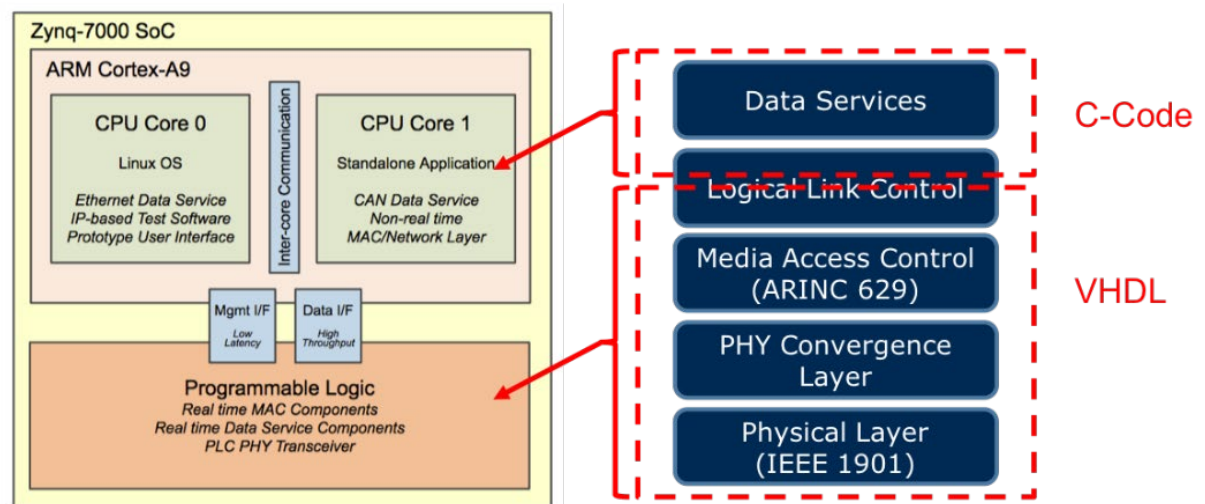 Zynq-7000 SoC
ARM Cortex-A9
CPU Core 0
Linux OS
Ethernet Data Service
IP-based Test Software
Prototype User Interface
Inter-core Communication
CPU Core 1
Standalone Application
CAN Data Service
Non-real time
MAC/Network Layer
Mgmt I/F
Low
Latency
Data I/F
High
Throughput
Programmable Logic
Real time MAC Components
Real time Data Service Components
PLC PHY Transceiver
Data Services
Logical Link Control
Media Access Control
(ARINC 629)
PHY Convergence
Layer
Physical Layer
(IEEE 1901)
C-Code
VHDL